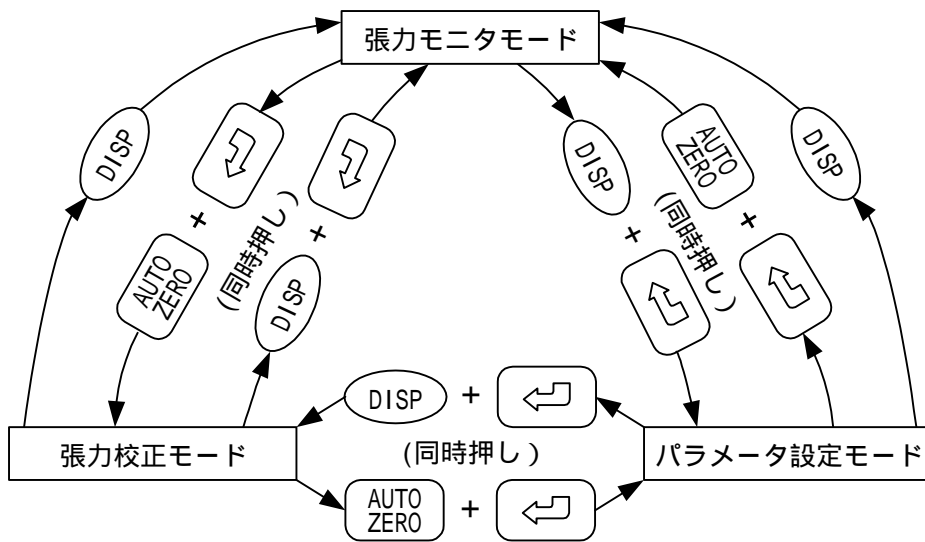 張力モニタモード
DISP
+
AUTO
ZERO
(同時押し)
DISP
+
DISP
+
AUTO
ZERO
+
(同時押し)
DISP
DISP +
張力校正モード
(同時押し)
パラメータ設定モード
AUTO
ZERO
+